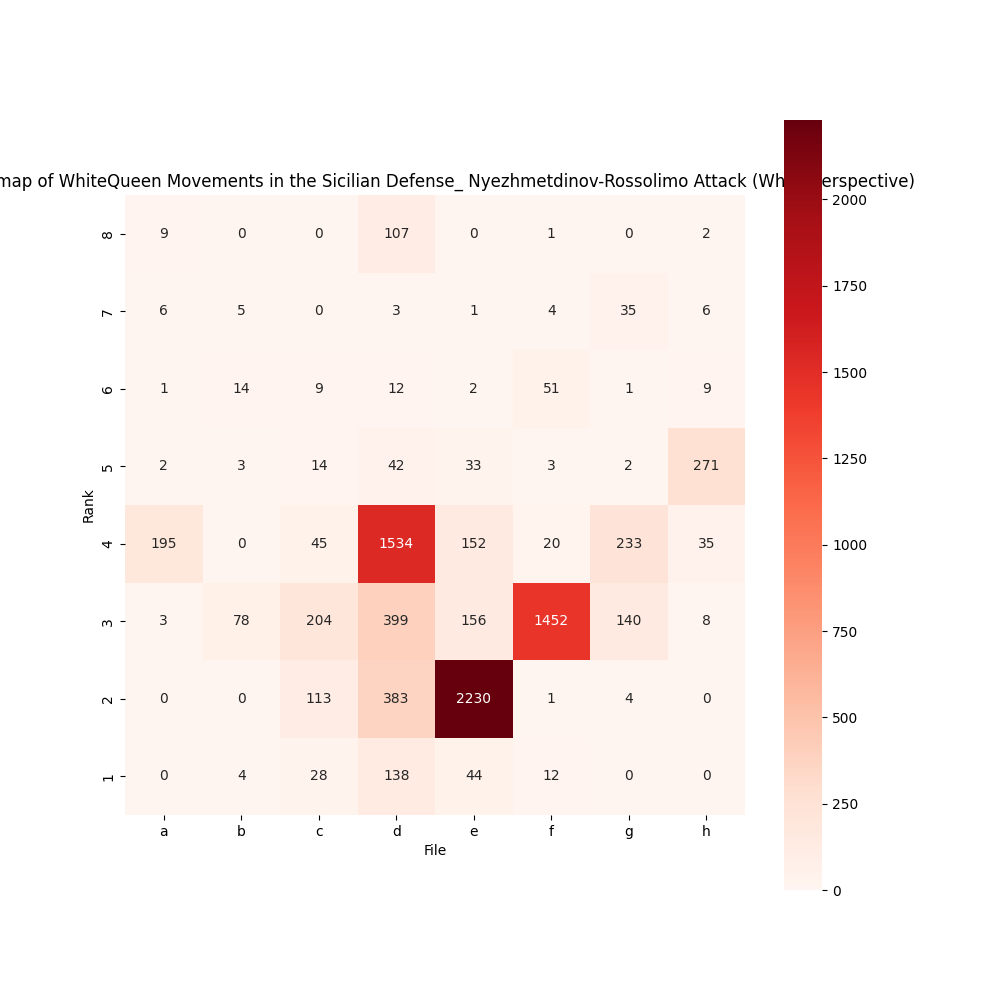 map of WhiteQueen Movements in the Sicilian Defense_ Nyezhmetdinov-Rossolimo Attack (Wh erspective)
8 9 0 0 107 0 1 0 2
7 6 5 0 3 1 4 35 6
6 1 14 9 12 2 51 1 9
5 2 3 14 42 33 3 2 271
4 195 0 45 1534 152 20 233 35
3 3 78 204 399 156 1452 140 8
2 0 0 113 383 2230 1 4 0
1 0 4 28 138 44 12 0 0
a b c d e f g h
File
Rank
2000
1750
1500
1250
1000
750
500
250
0